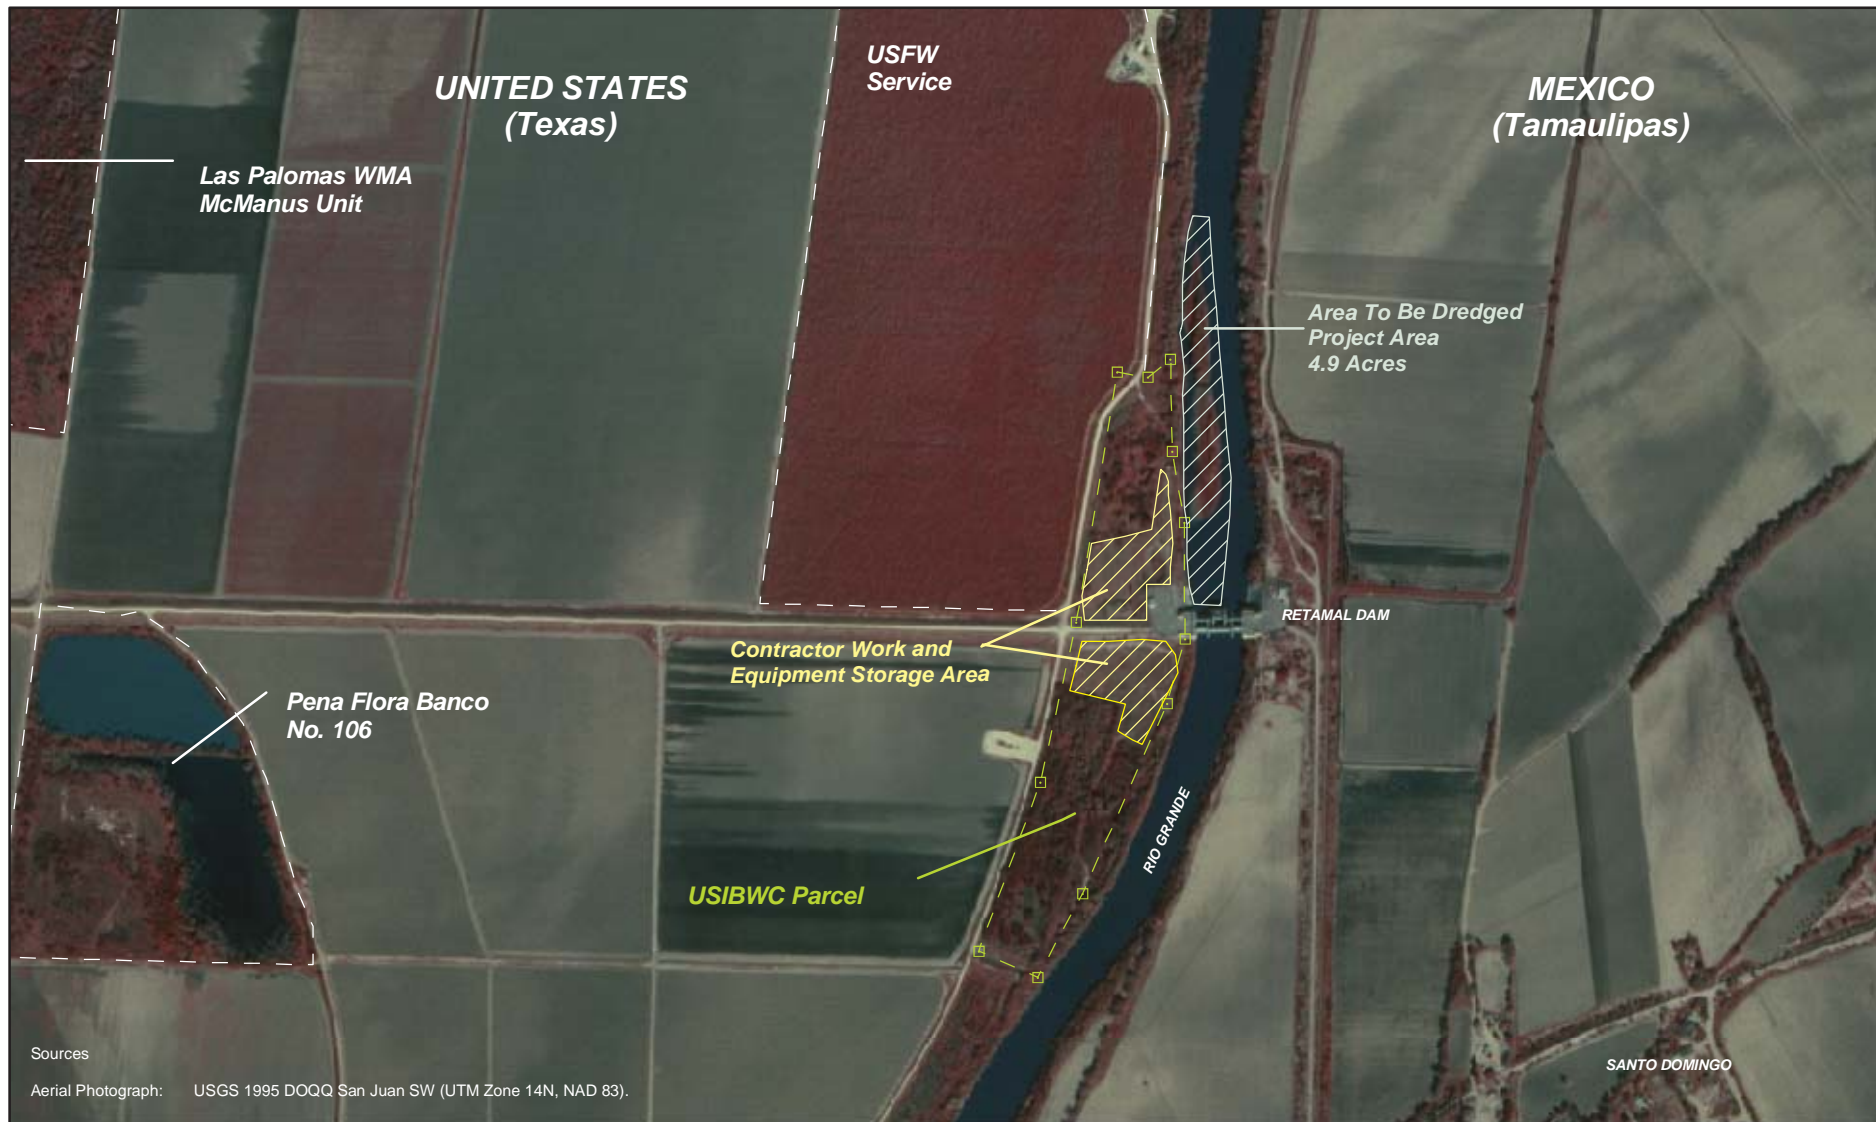 USFW
Service
UNITED STATES
(Texas)
MEXICO
(Tamaulipas)
Las Palomas WMA
McManus Unit
Area To Be Dredged
Project Area
4.9 Acres
RETAMAL DAM
Contractor Work and
Equipment Storage Area
Pena Flora Banco
No. 106
RIO GRANDE
USIBWC Parcel
Sources
Aerial Photograph: USGS 1995 DOQQ San Juan SW (UTM Zone 14N, NAD 83).
SANTO DOMINGO